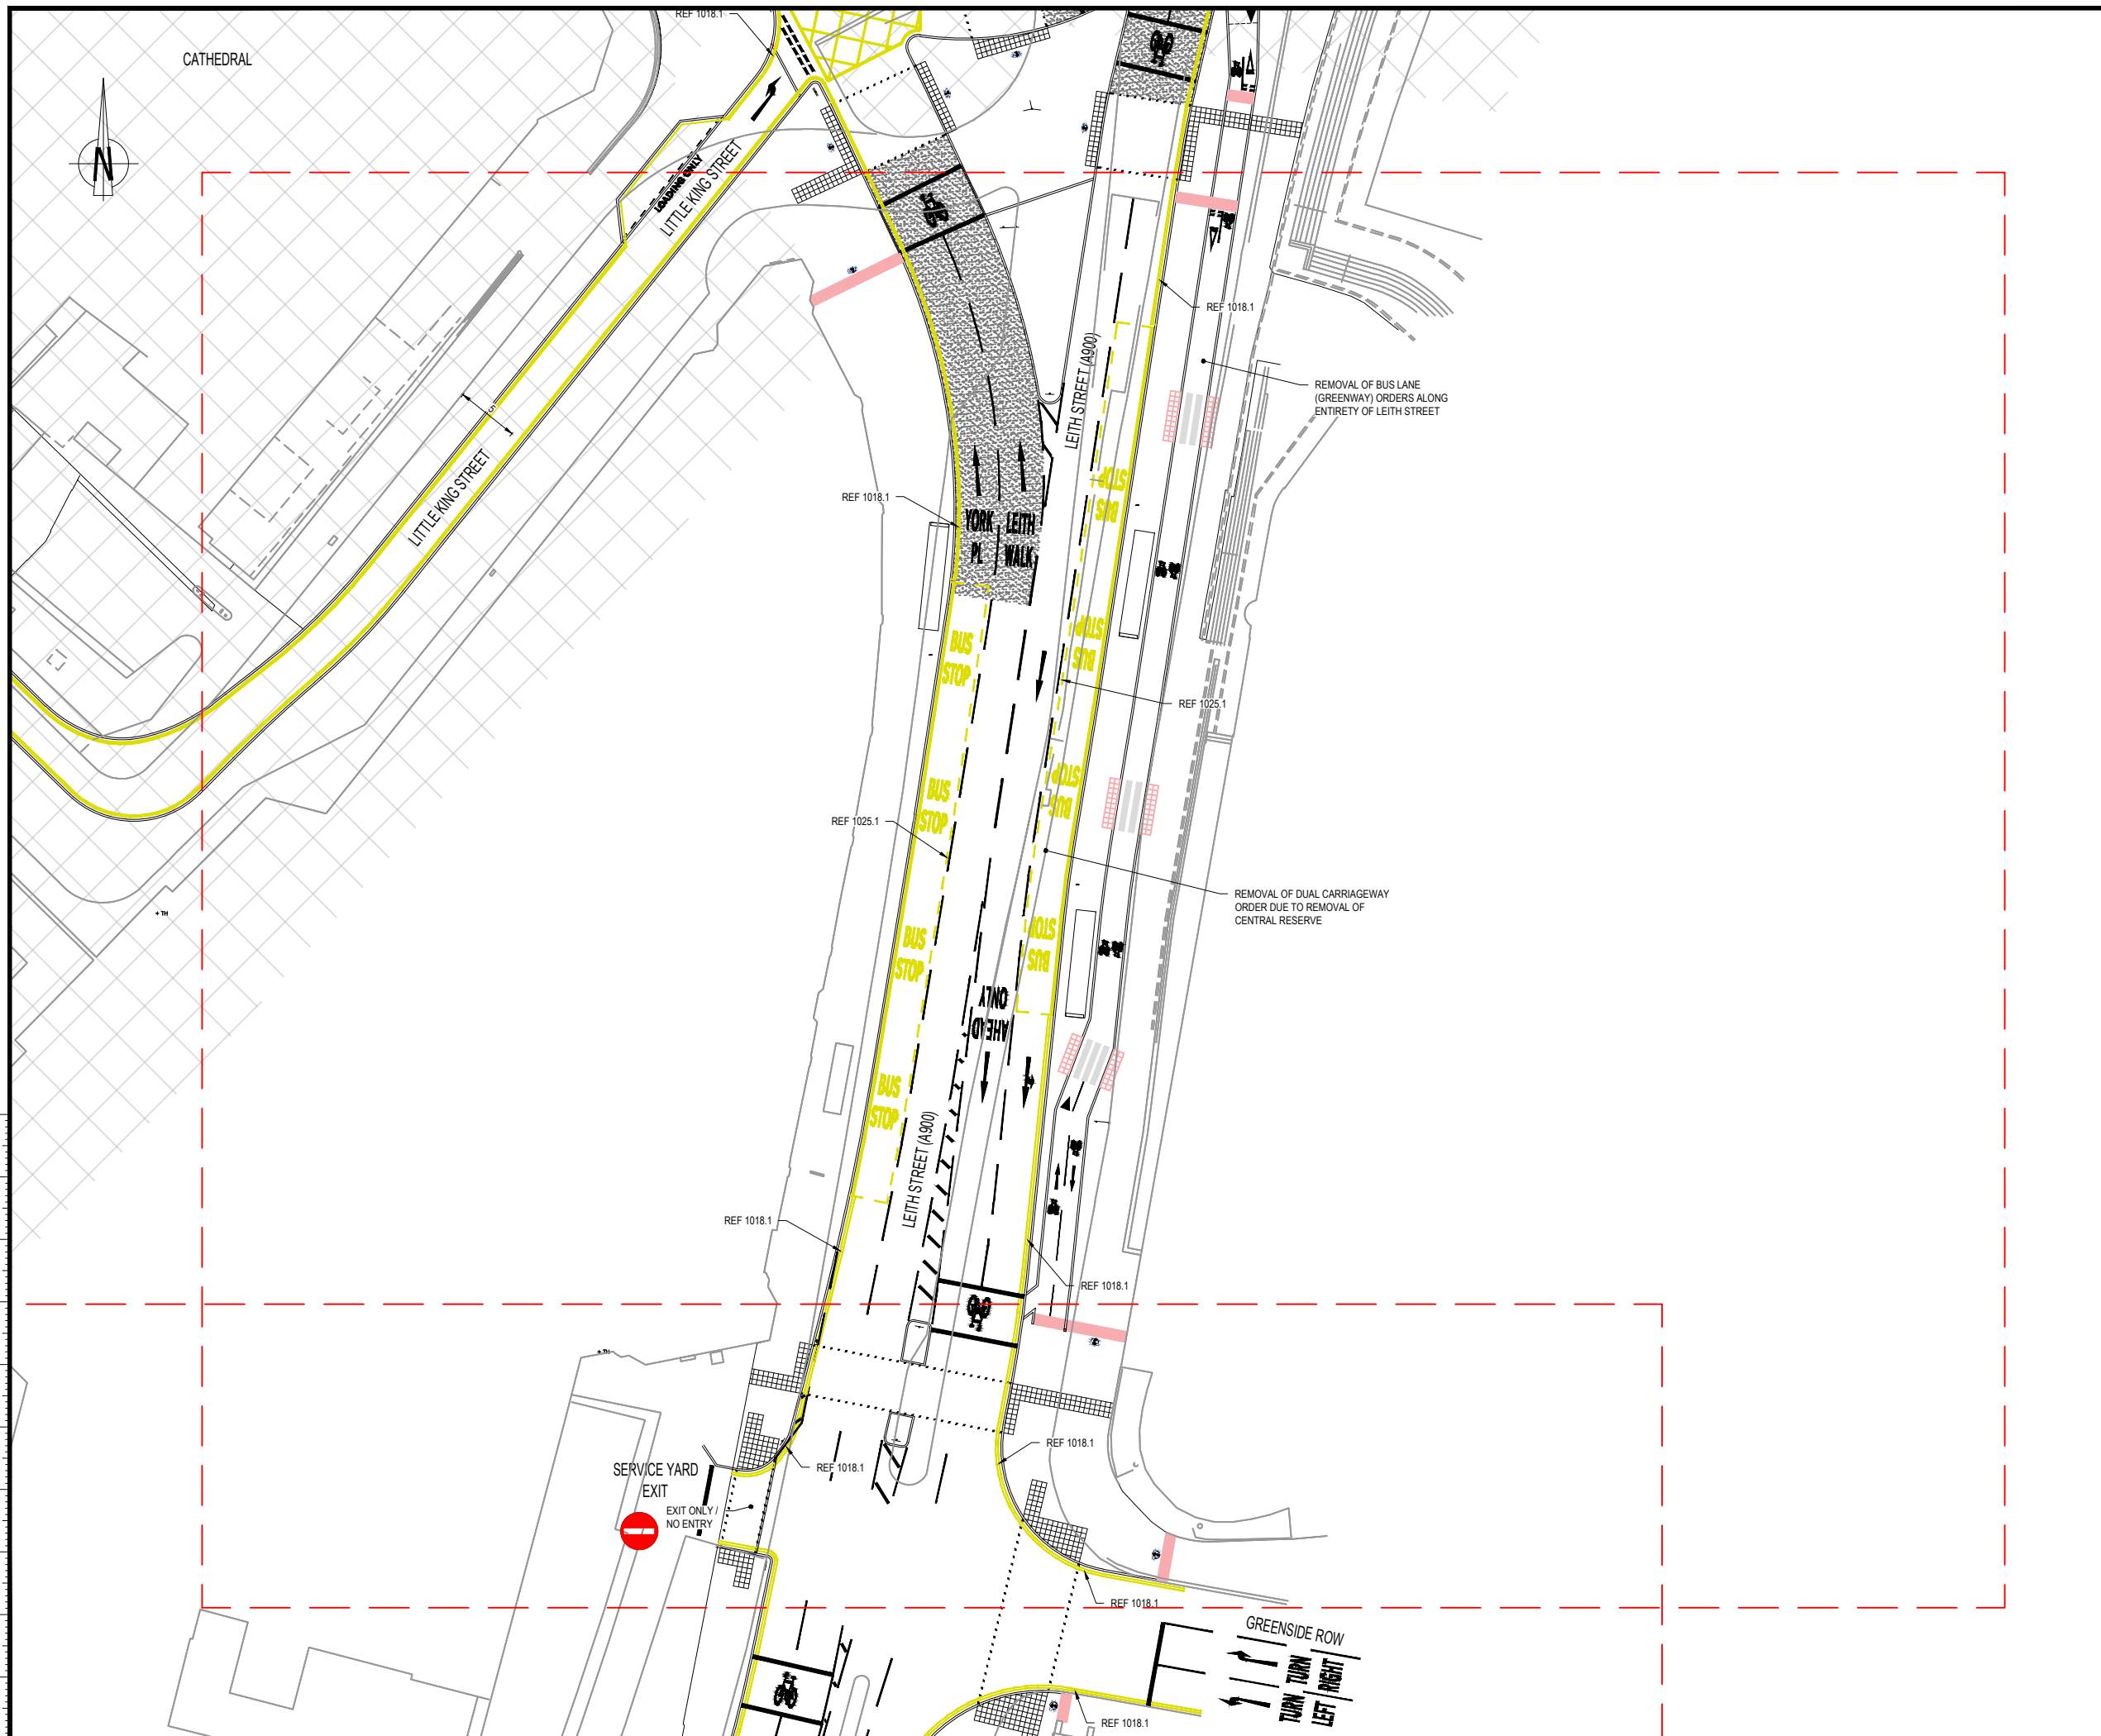 REF 1018.1
CATHEDRAL
N
LOADING ONLY
LITTLE KING STREET
REF 1018.1
LEITH STREET (A900)
REMOVAL OF BUS LANE
(GREENWAY) ORDERS ALONG
ENTIRETY OF LEITH STREET
5
LITTLE KING STREET
REF 1018.1
YORK
PL
LEITH
WALK
BUS
STOP
BUS
STOP
BUS
STOP
REF 1025.1
BUS
STOP
BUS
STOP
REF 1025.1
REMOVAL OF DUAL CARRIAGEWAY
ORDER DUE TO REMOVAL OF
CENTRAL RESERVE
+ TH
BUS
STOP
BUS
STOP
AHEAD
ONLY
BUS
STOP
LEITH STREET (A900)
REF 1018.1
REF 1018.1
+ TH
REF 1018.1
REF 1018.1
SERVICE YARD
EXIT
EXIT ONLY /
NO ENTRY
REF 1018.1
GREENSIDE ROW
TURN
RIGHT
TURN
LEFT
REF 1018.1